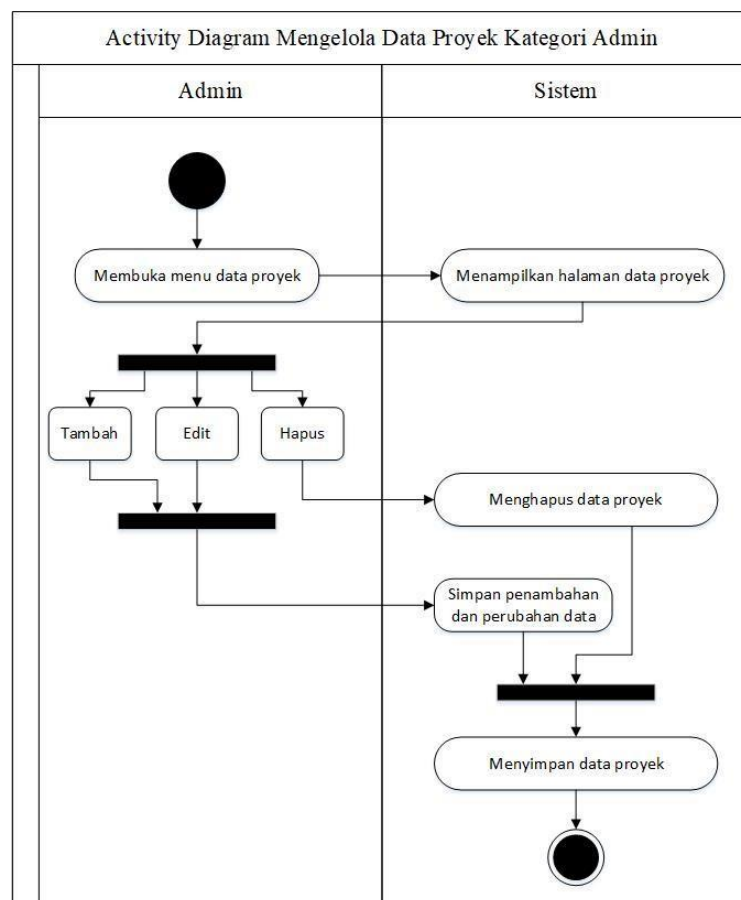 Activity Diagram Mengelola Data Proyek Kategori Admin
Admin
Sistem
Membuka menu data proyek
Menampilkan halaman data proyek
Tambah
Edit
Hapus
Menghapus data proyek
Simpan penambahan
dan perubahan data
Menyimpan data proyek